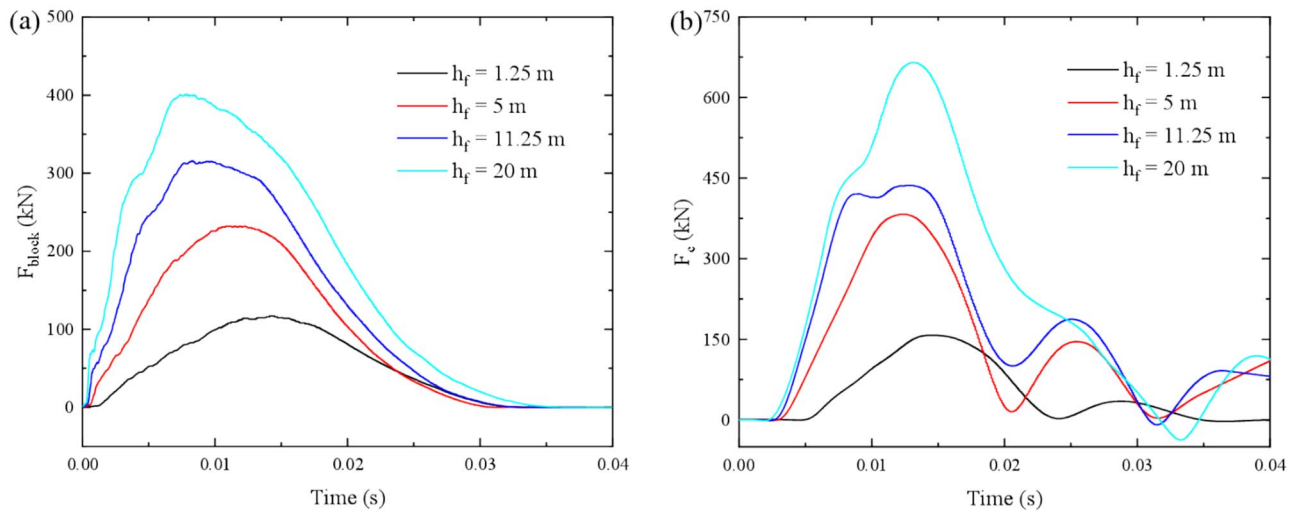 (a)
500
400
300
200
100
0
F_block (kN)
0.00 0.01 0.02 0.03 0.04
Time (s)
h_f = 1.25 m
h_f = 5 m
h_f = 11.25 m
h_f = 20 m
(b)
750
600
450
300
150
0
F_c (kN)
0.00 0.01 0.02 0.03 0.04
Time (s)
h_f = 1.25 m
h_f = 5 m
h_f = 11.25 m
h_f = 20 m